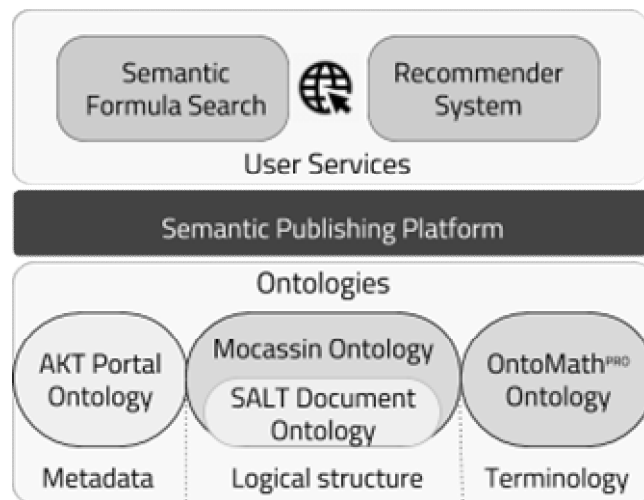 Semantic
Formula Search
Recommender
System
User Services
Semantic Publishing Platform
Ontologies
AKT Portal
Ontology
Mocassin Ontology
SALT Document
Ontology
OntoMathPRO
Ontology
Metadata
Logical structure
Terminology